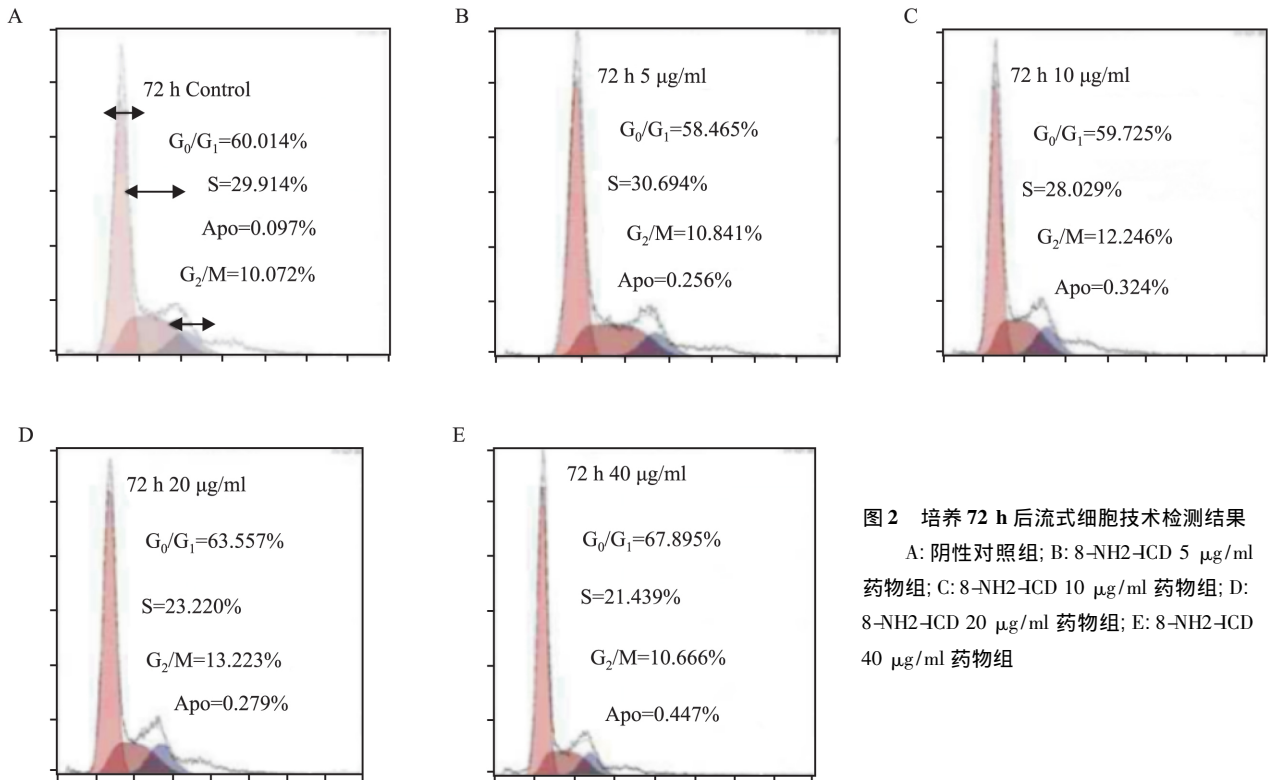 A
72 h Control
G₀/G₁=60.014%
S=29.914%
Apo=0.097%
G₂/M=10.072%
B
72 h 5 μg/ml
G₀/G₁=58.465%
S=30.694%
G₂/M=10.841%
Apo=0.256%
C
72 h 10 μg/ml
G₀/G₁=59.725%
S=28.029%
G₂/M=12.246%
Apo=0.324%
D
72 h 20 μg/ml
G₀/G₁=63.557%
S=23.220%
G₂/M=13.223%
Apo=0.279%
E
72 h 40 μg/ml
G₀/G₁=67.895%
S=21.439%
G₂/M=10.666%
Apo=0.447%
图 2 培养 72 h 后流式细胞技术检测结果
A: 阴性对照组; B: 8-NH2-ICD 5 μg/ml
药物组; C: 8-NH2-ICD 10 μg/ml 药物组; D:
8-NH2-ICD 20 μg/ml 药物组; E: 8-NH2-ICD
40 μg/ml 药物组